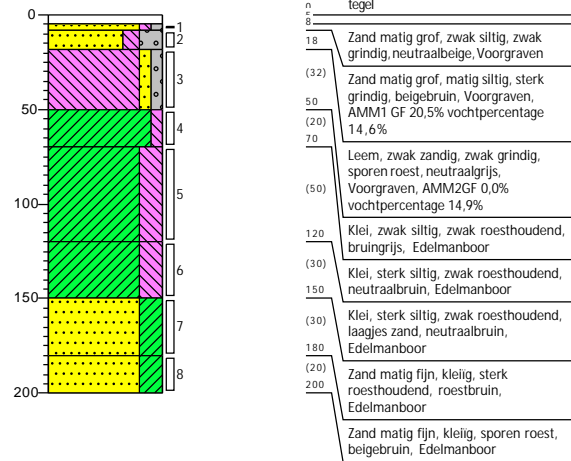 0
50
100
150
200
1
2
3
4
5
6
7
8
tegel
5
8
Zand matig grof, zwak siltig, zwak
grindig, neutraalbeige, Voorgraven
18
Zand matig grof, matig siltig, sterk
grindig, beigebruin, Voorgraven,
AMM1 GF 20,5% vochtpercentage
14,6%
(32)
50
Leem, zwak zandig, zwak grindig,
sporen roest, neutraalgrijs,
Voorgraven, AMM2GF 0,0%
vochtpercentage 14,9%
(20)
70
Klei, zwak siltig, zwak roesthoudend,
bruingrijs, Edelmanboor
(50)
120
Klei, sterk siltig, zwak roesthoudend,
neutraalbruin, Edelmanboor
(30)
150
Klei, sterk siltig, zwak roesthoudend,
laagjes zand, neutraalbruin,
Edelmanboor
(30)
180
Zand matig fijn, kleiïg, sterk
roesthoudend, roestbruin,
Edelmanboor
(20)
200
Zand matig fijn, kleiïg, sporen roest,
beigebruin, Edelmanboor